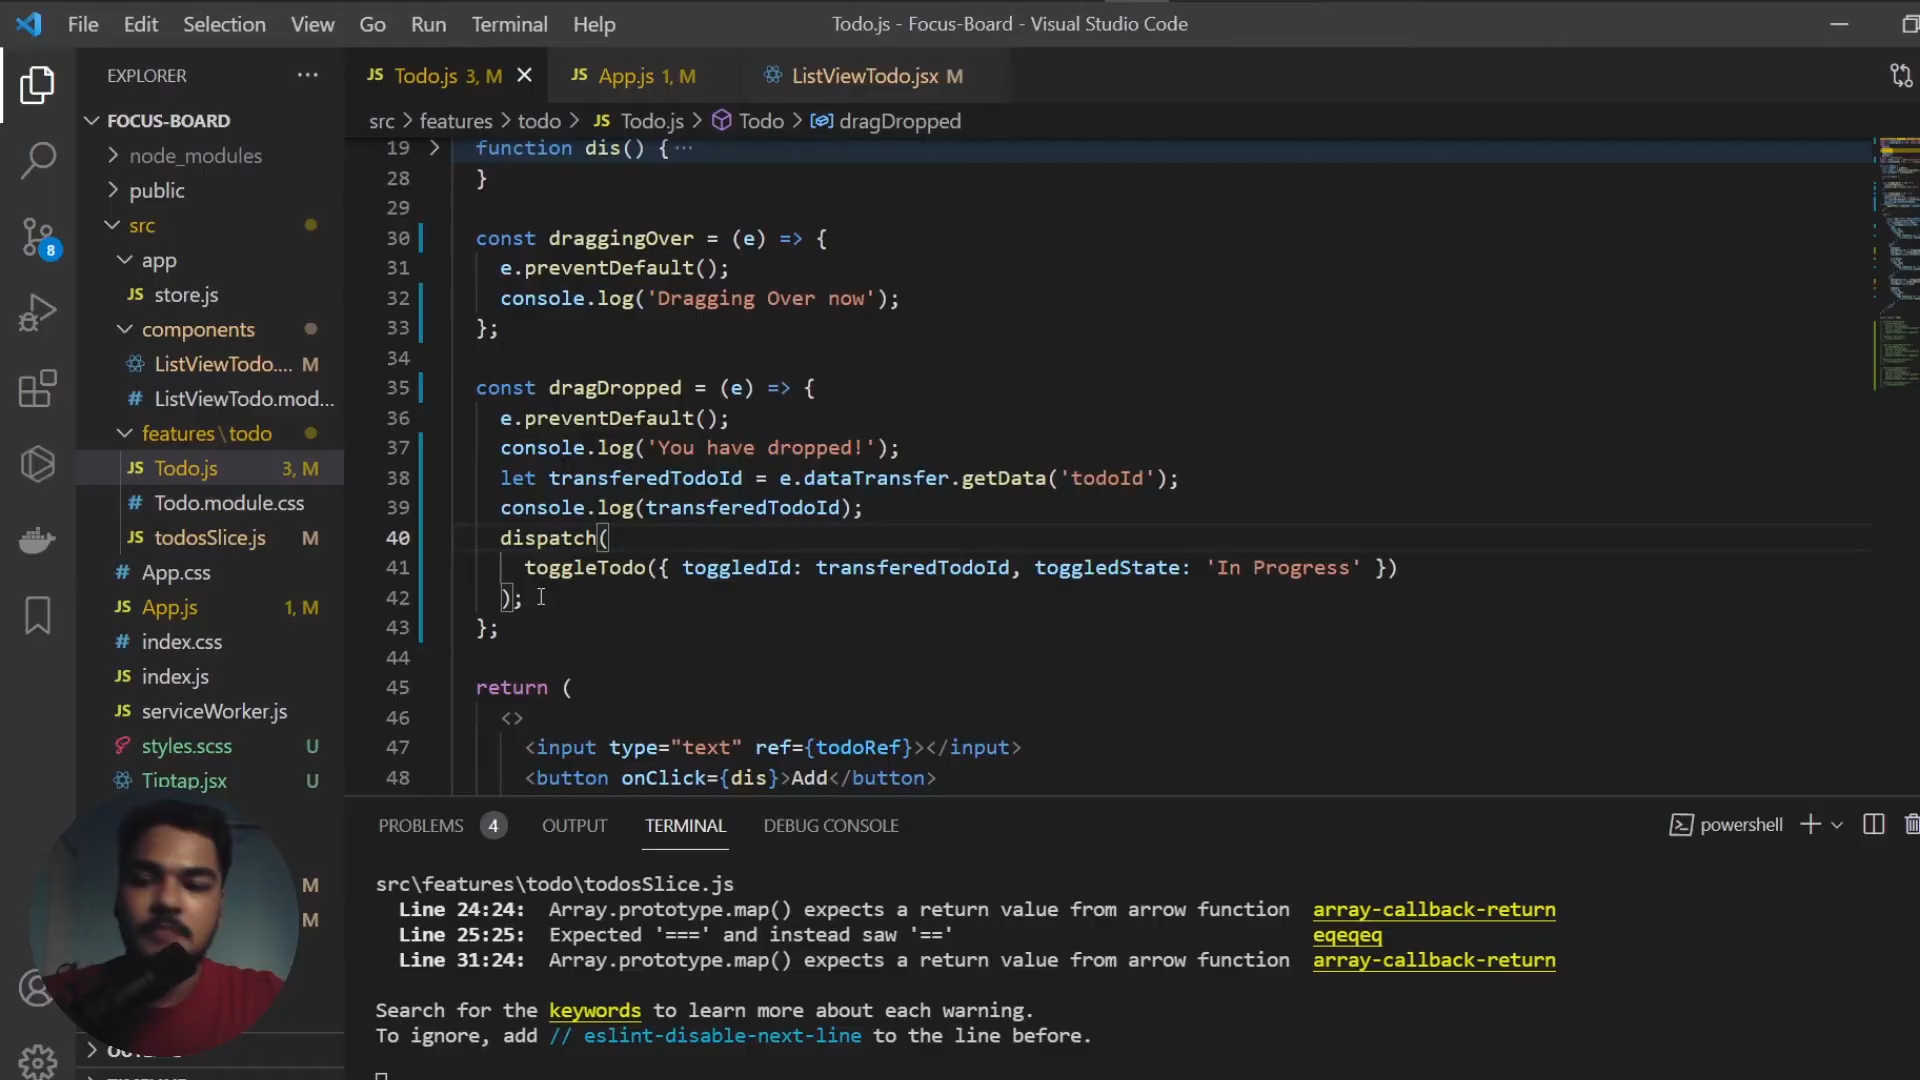 File Edit Selection View Go Run Terminal Help
Todo.js - Focus-Board - Visual Studio Code
EXPLORER
FOCUS-BOARD
node_modules
public
src
app
JS store.js
components
ListViewTodo.... M
# ListViewTodo.mod...
features\todo
JS Todo.js 3, M
# Todo.module.css
JS todosSlice.js M
# App.css
JS App.js 1, M
# index.css
JS index.js
JS serviceWorker.js
styles.scss U
Tiptap.jsx U
M
M
8
JS Todo.js 3, M
JS App.js 1, M
ListViewTodo.jsx M
src > features > todo > JS Todo.js > Todo > dragDropped
19 function dis() { ···
28 }
29
30 const draggingOver = (e) => {
31 e.preventDefault();
32 console.log('Dragging Over now');
33 };
34
35 const dragDropped = (e) => {
36 e.preventDefault();
37 console.log('You have dropped!');
38 let transferedTodoId = e.dataTransfer.getData('todoId');
39 console.log(transferedTodoId);
40 dispatch(
41 toggleTodo({ toggledId: transferedTodoId, toggledState: 'In Progress' })
42 );
43 };
44
45 return (
46 <>
47 <input type="text" ref={todoRef}></input>
48 <button onClick={dis}>Add</button>
PROBLEMS 4 OUTPUT TERMINAL DEBUG CONSOLE
powershell
src\features\todo\todosSlice.js
Line 24:24: Array.prototype.map() expects a return value from arrow function array-callback-return
Line 25:25: Expected '===' and instead saw '==' eqeqeq
Line 31:24: Array.prototype.map() expects a return value from arrow function array-callback-return
Search for the keywords to learn more about each warning.
To ignore, add // eslint-disable-next-line to the line before.